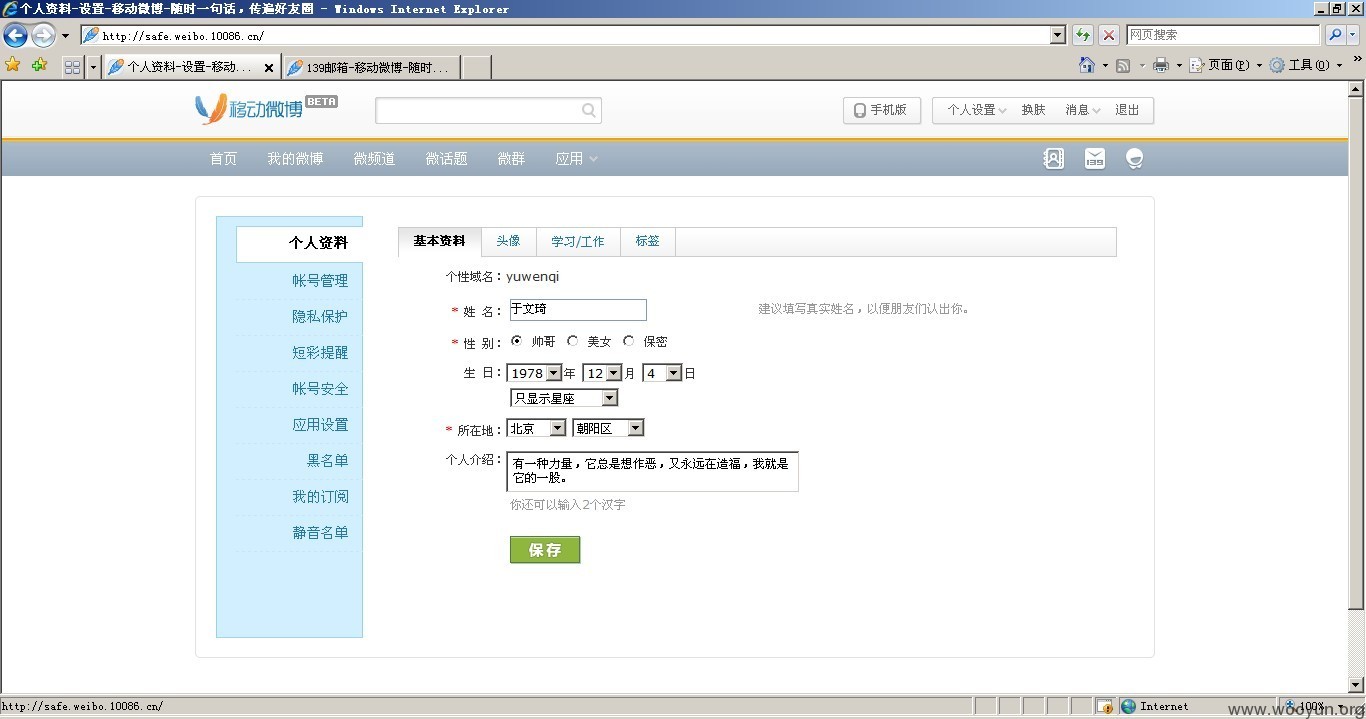 个人资料-设置-移动微博-随时一句话，传遍好友圈 - Windows Internet Explorer
http://safe.weibo.10086.cn/
网页搜索
个人资料-设置-移动...
139邮箱-移动微博-随时...
页面(P)
工具(O)
移动微博 BETA
手机版
个人设置 换肤 消息 退出
首页 我的微博 微频道 微话题 微群 应用
139
个人资料
帐号管理
隐私保护
短彩提醒
帐号安全
应用设置
黑名单
我的订阅
静音名单
基本资料 头像 学习/工作 标签
个性域名：yuwenqi
* 姓 名： 于文琦 建议填写真实姓名，以便朋友们认出你。
* 性 别： 帅哥 美女 保密
生 日： 1978 年 12 月 4 日
只显示星座
* 所在地： 北京 朝阳区
个人介绍： 有一种力量，它总是想作恶，又永远在造福，我就是
它的一股。
你还可以输入2个汉字
保存
http://safe.weibo.10086.cn/
Internet
100%
www.wooyun.org